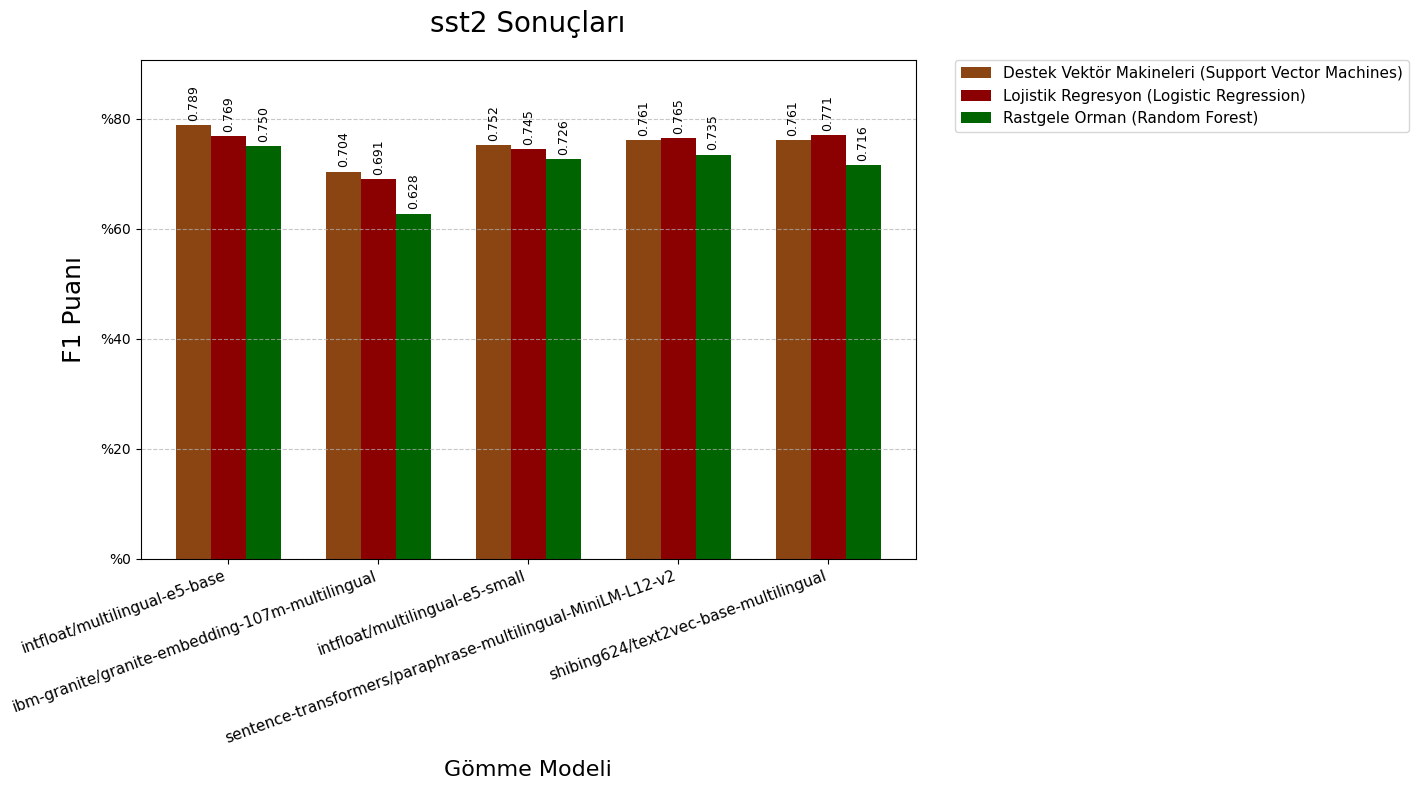 sst2 Sonuçları
Destek Vektör Makineleri (Support Vector Machines)
Lojistik Regresyon (Logistic Regression)
Rastgele Orman (Random Forest)
F1 Puanı
%80
%60
%40
%20
%0
0.789
0.769
0.750
0.704
0.691
0.628
0.752
0.745
0.726
0.761
0.765
0.735
0.761
0.771
0.716
intfloat/multilingual-e5-base
ibm-granite/granite-embedding-107m-multilingual
intfloat/multilingual-e5-small
sentence-transformers/paraphrase-multilingual-MiniLM-L12-v2
shibing624/text2vec-base-multilingual
Gömme Modeli